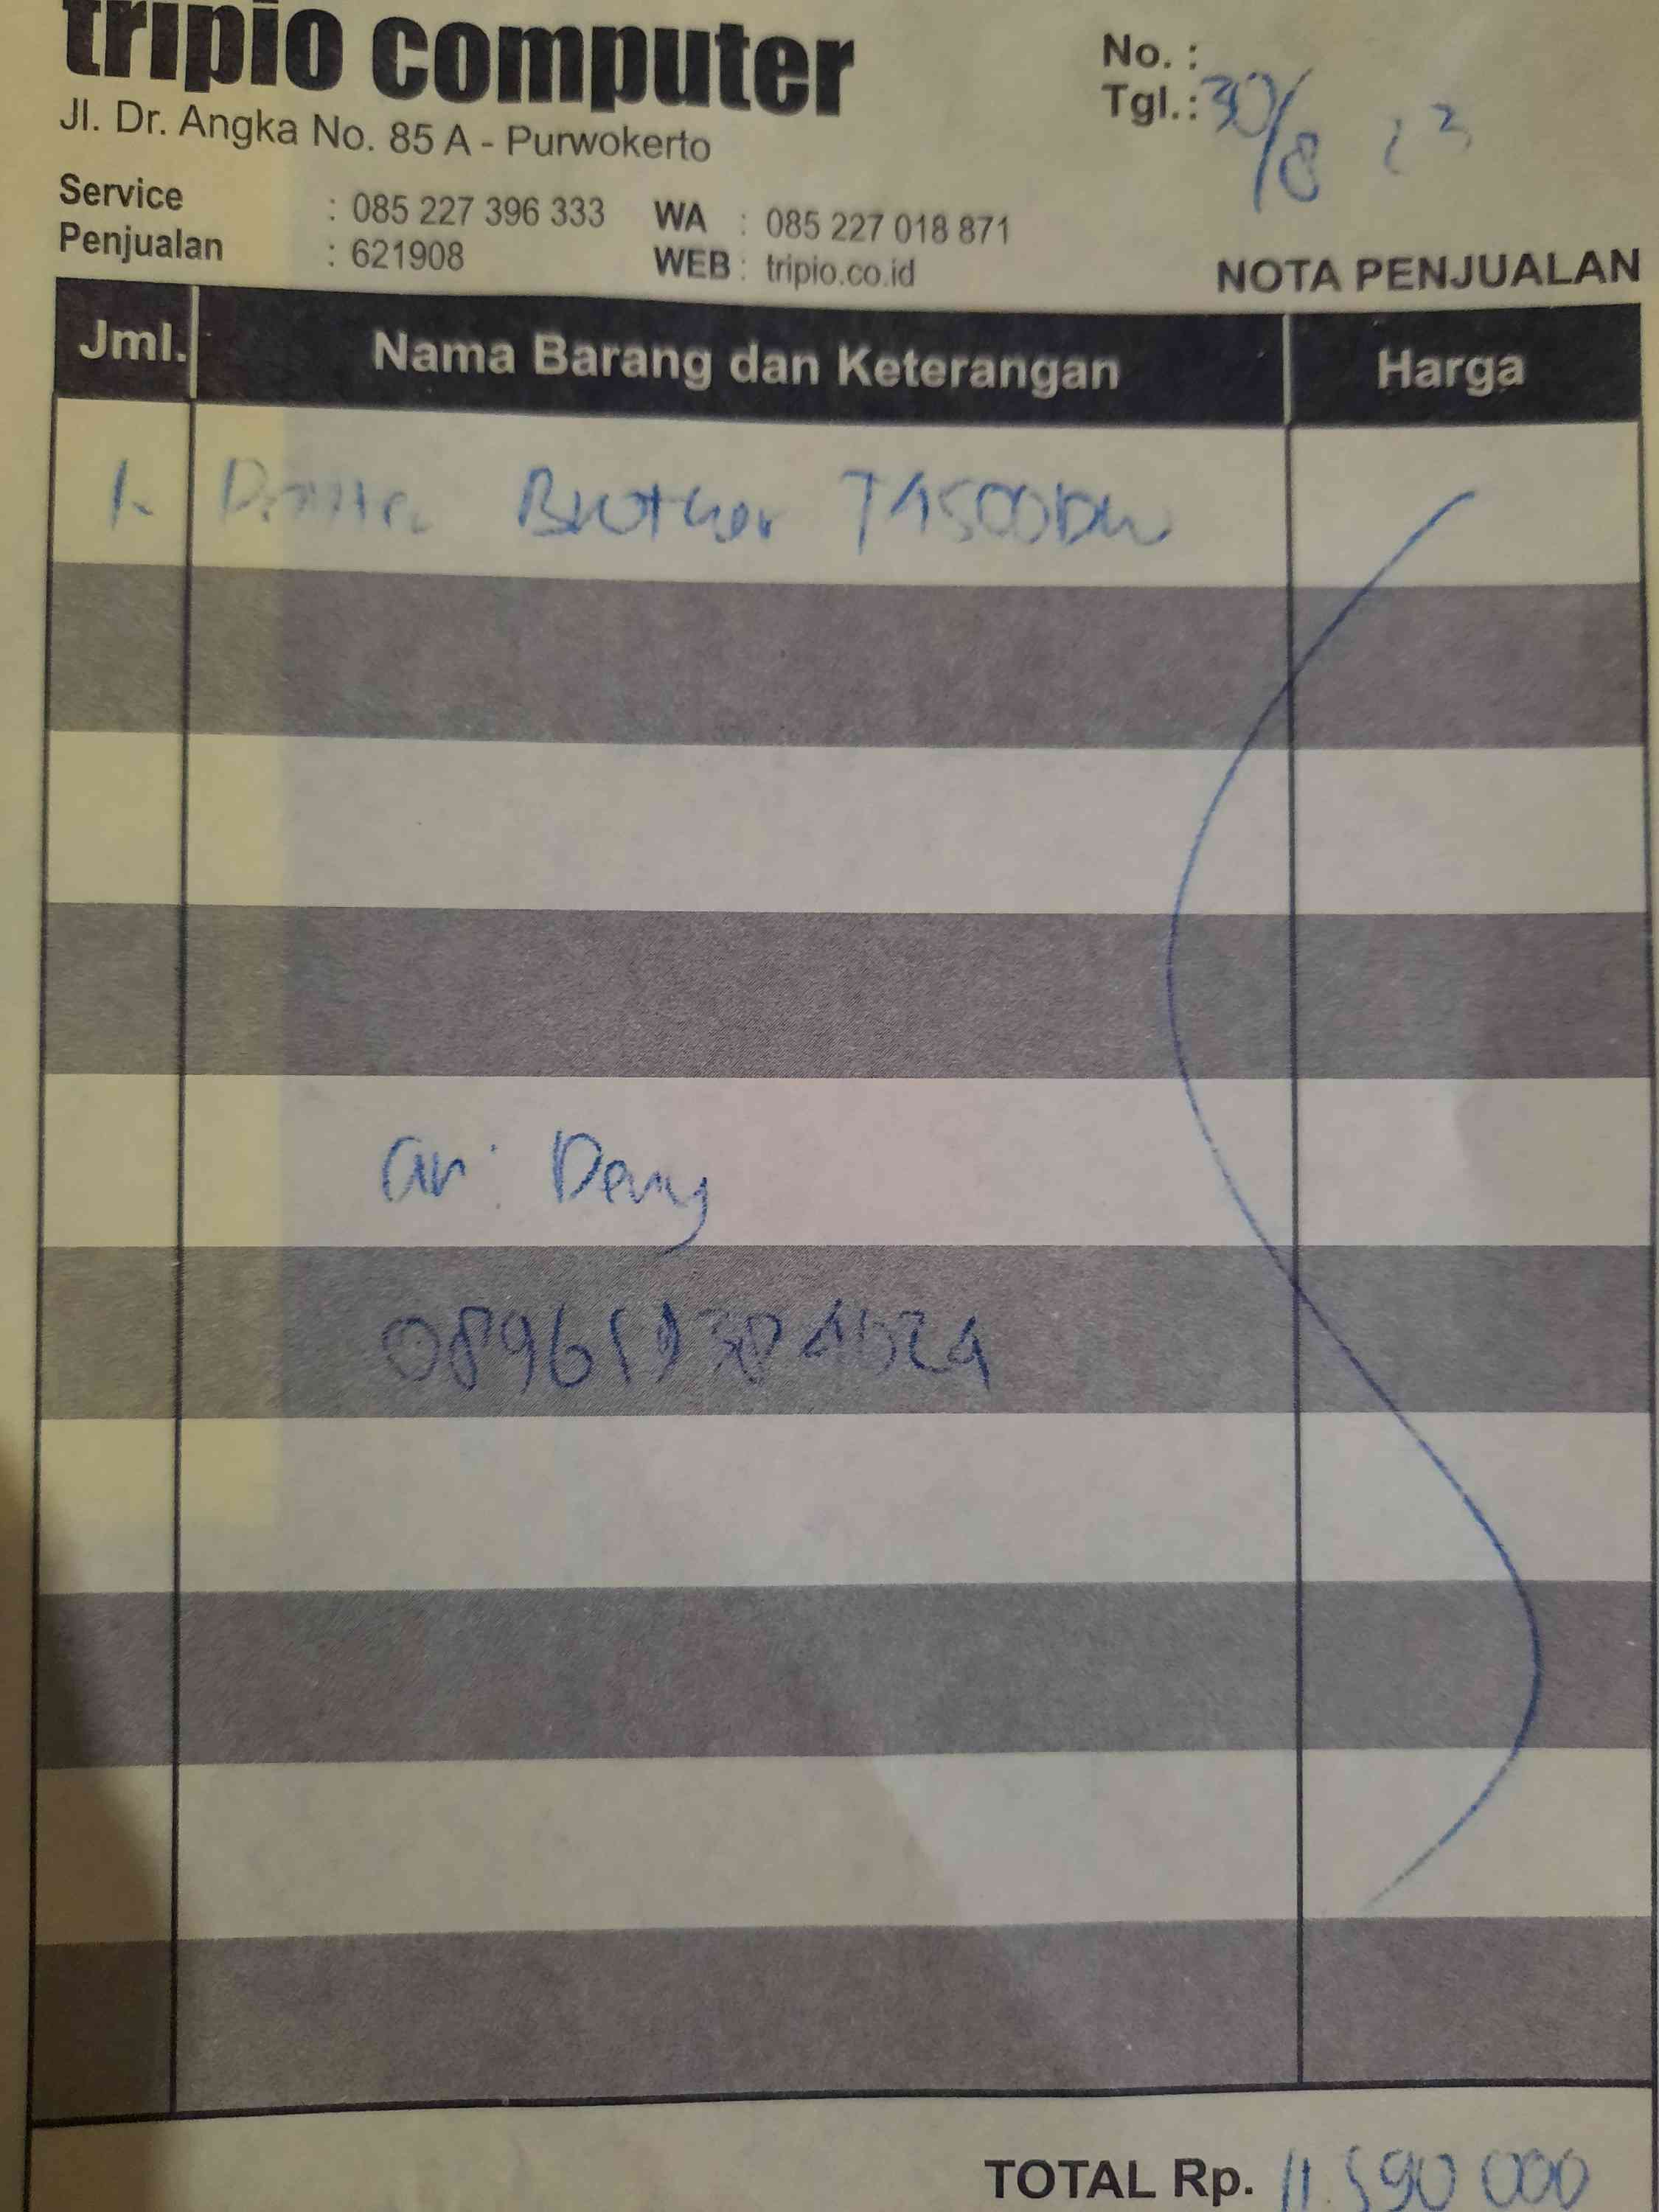 tripio computer
Jl. Dr. Angka No. 85 A - Purwokerto
No. :
Tgl. : 30/8 23
Service : 085 227 396 333 WA : 085 227 018 871
Penjualan : 621908 WEB : tripio.co.id
NOTA PENJUALAN
Jml. Nama Barang dan Keterangan Harga
1. Brother T4500DW
an: Deny
TOTAL Rp. 11.590 000